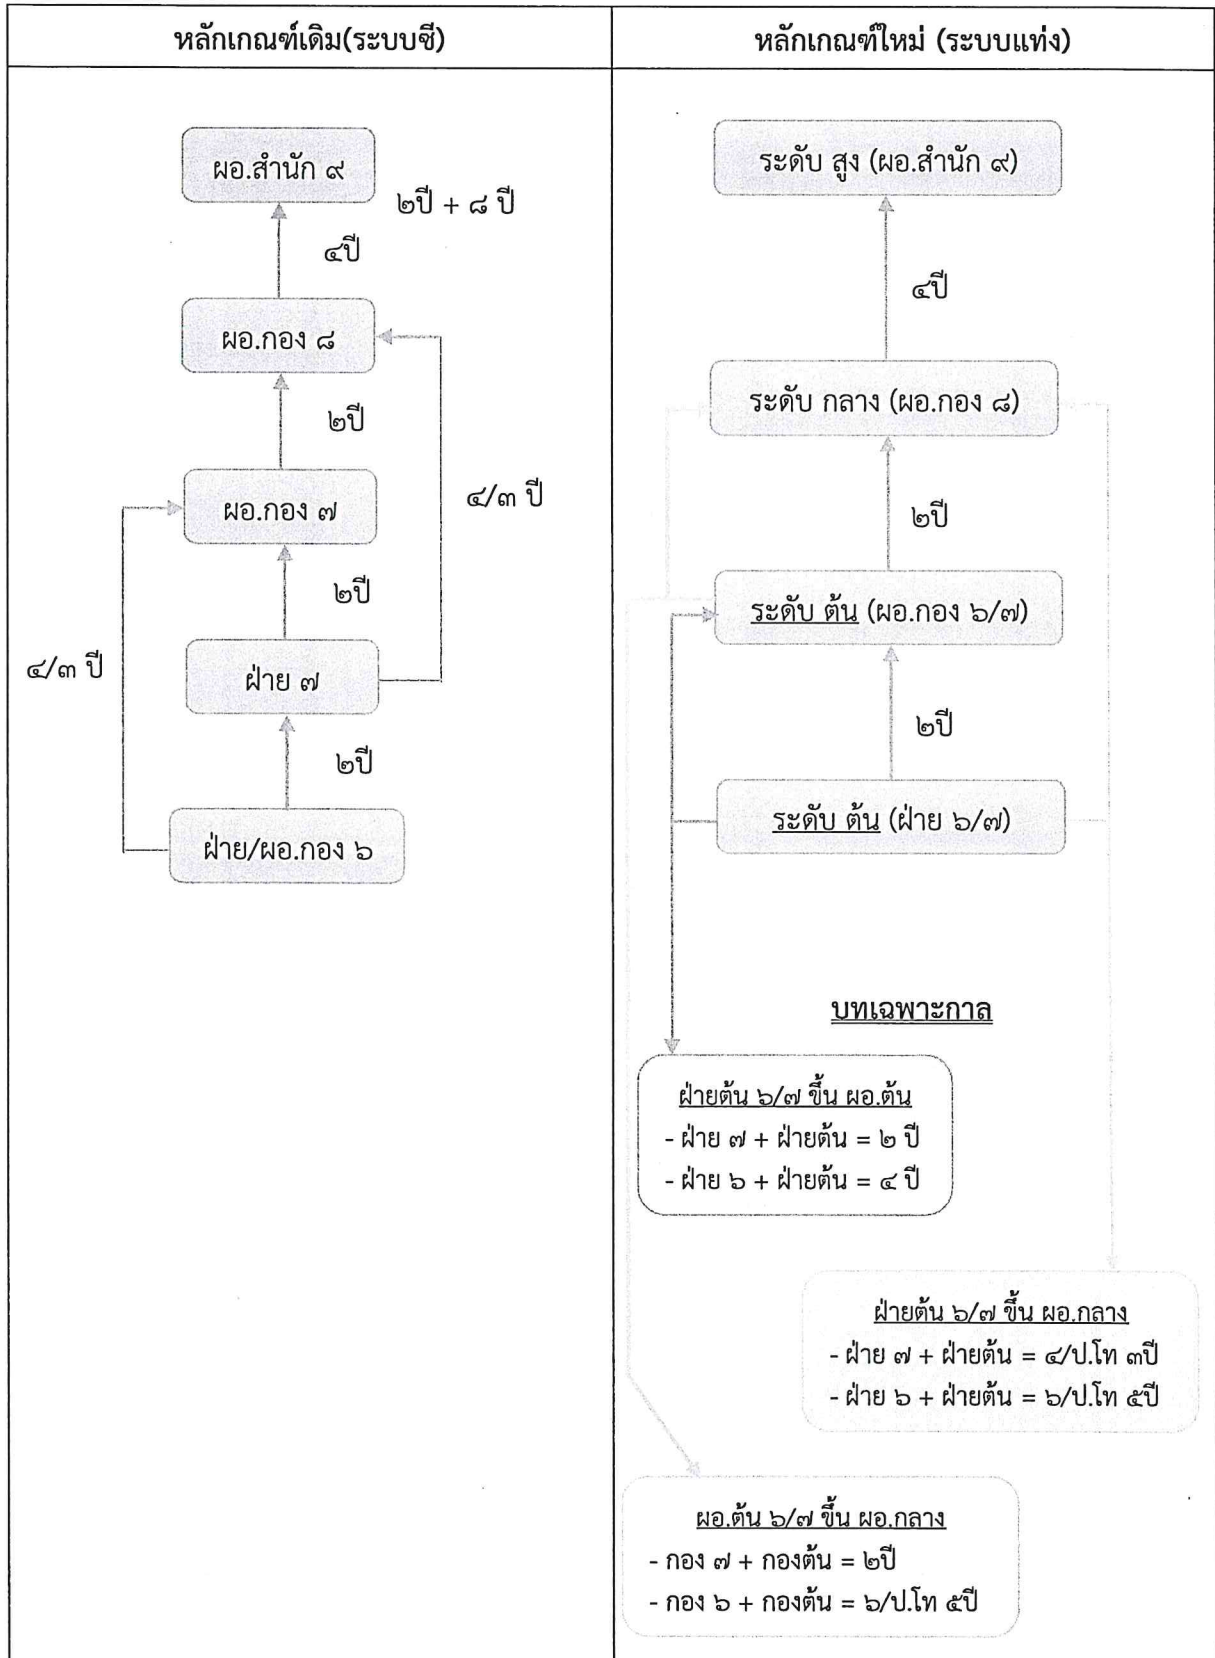 หลักเกณฑ์เดิม(ระบบซี)
ผอ.สำนัก ๙
๒ปี + ๘ ปี
๔ปี
ผอ.กอง ๘
๒ปี
๔/๓ ปี
ผอ.กอง ๗
๒ปี
๔/๓ ปี
ฝ่าย ๗
๒ปี
ฝ่าย/ผอ.กอง ๖
หลักเกณฑ์ใหม่ (ระบบแท่ง)
ระดับ สูง (ผอ.สำนัก ๙)
๔ปี
ระดับ กลาง (ผอ.กอง ๘)
๒ปี
ระดับ ต้น (ผอ.กอง ๖/๗)
๒ปี
ระดับ ต้น (ฝ่าย ๖/๗)
บทเฉพาะกาล
ฝ่ายต้น ๖/๗ ขึ้น ผอ.ต้น
- ฝ่าย ๗ + ฝ่ายต้น = ๒ ปี
- ฝ่าย ๖ + ฝ่ายต้น = ๔ ปี
ฝ่ายต้น ๖/๗ ขึ้น ผอ.กลาง
- ฝ่าย ๗ + ฝ่ายต้น = ๔/ป.โท ๓ปี
- ฝ่าย ๖ + ฝ่ายต้น = ๖/ป.โท ๕ปี
ผอ.ต้น ๖/๗ ขึ้น ผอ.กลาง
- กอง ๗ + กองต้น = ๒ปี
- กอง ๖ + กองต้น = ๖/ป.โท ๕ปี